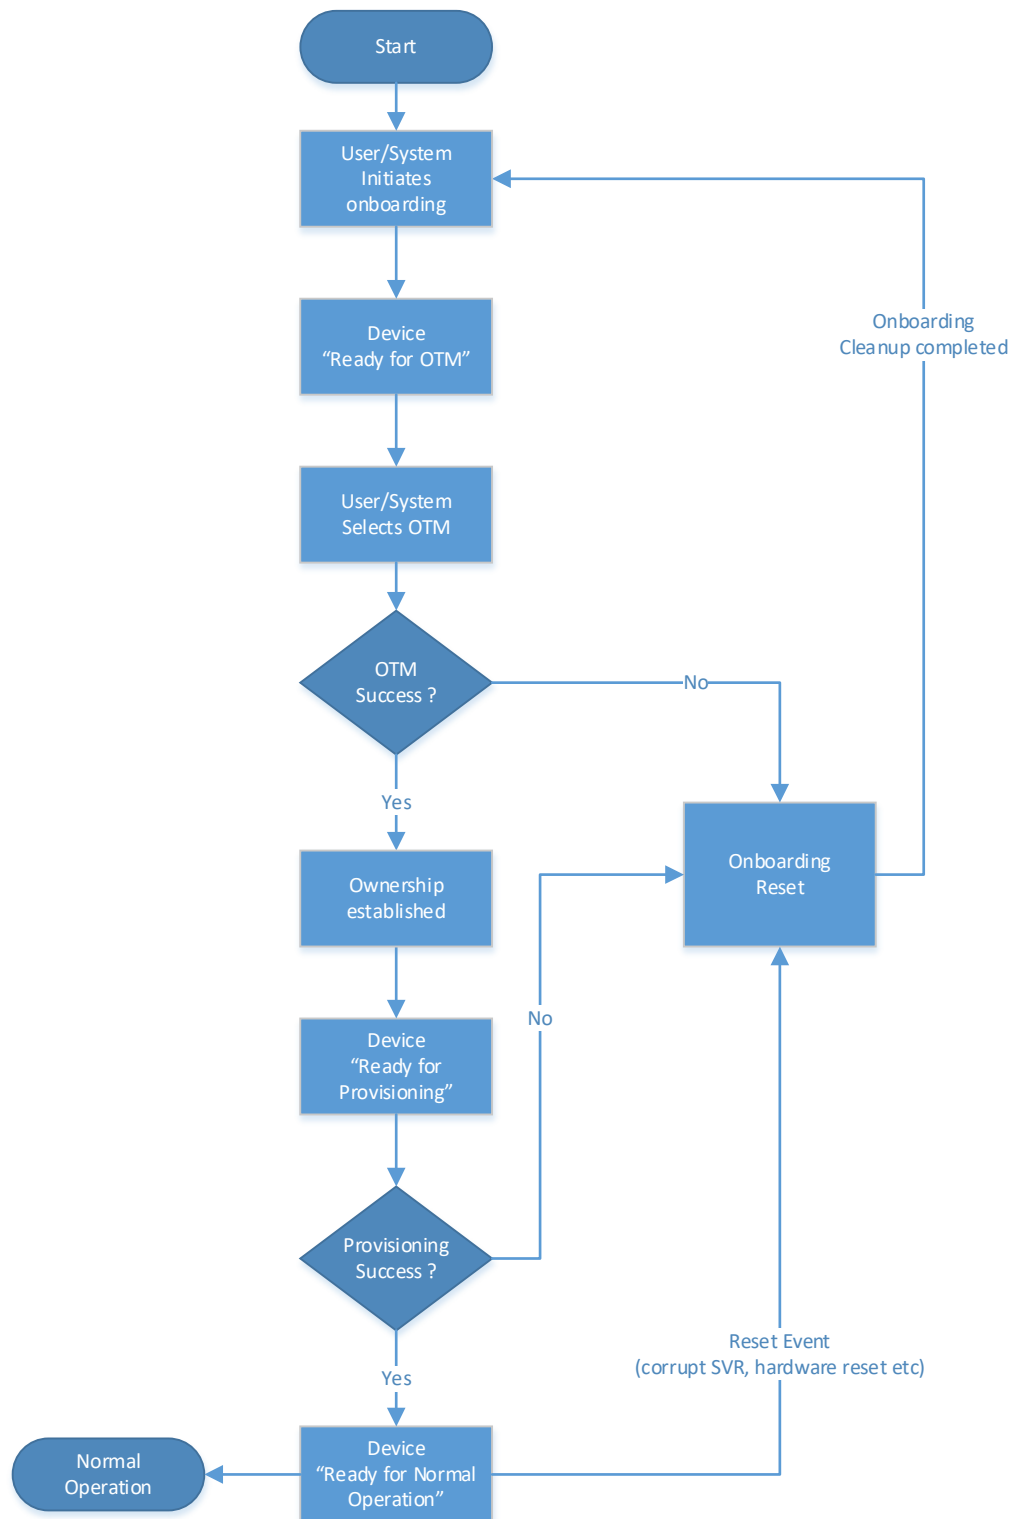 Start
User/System
Initiates
onboarding
Device
“Ready for OTM”
Onboarding
Cleanup completed
User/System
Selects OTM
OTM
Success ?
No
Yes
Onboarding
Reset
Ownership
established
No
Device
“Ready for
Provisioning”
Provisioning
Success ?
Reset Event
(corrupt SVR, hardware reset etc)
Yes
Normal
Operation
Device
“Ready for Normal
Operation”